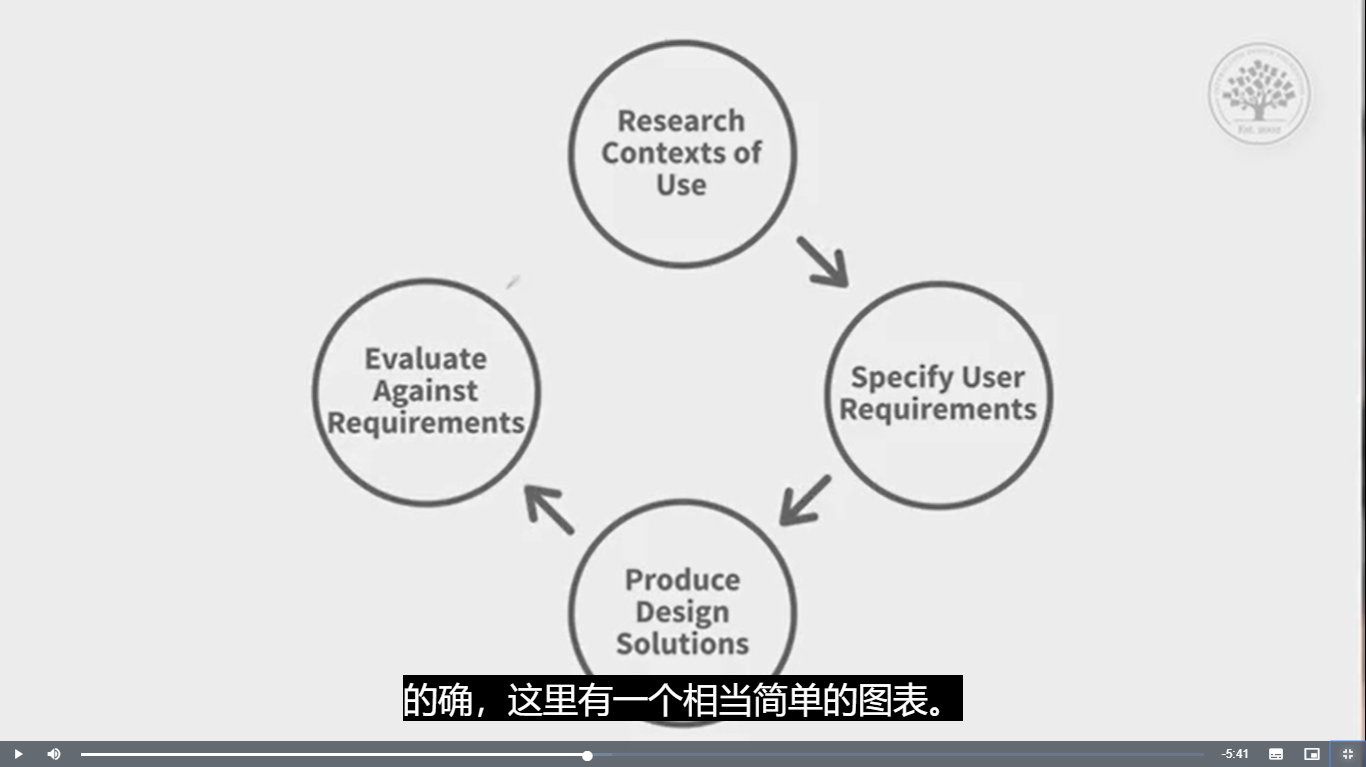 Research
Contexts of
Use
Est. 2002
Evaluate
Against
Requirements
Specify User
Requirements
Produce
Design
Solutions
的确，这里有一个相当简单的图表。
-5:41